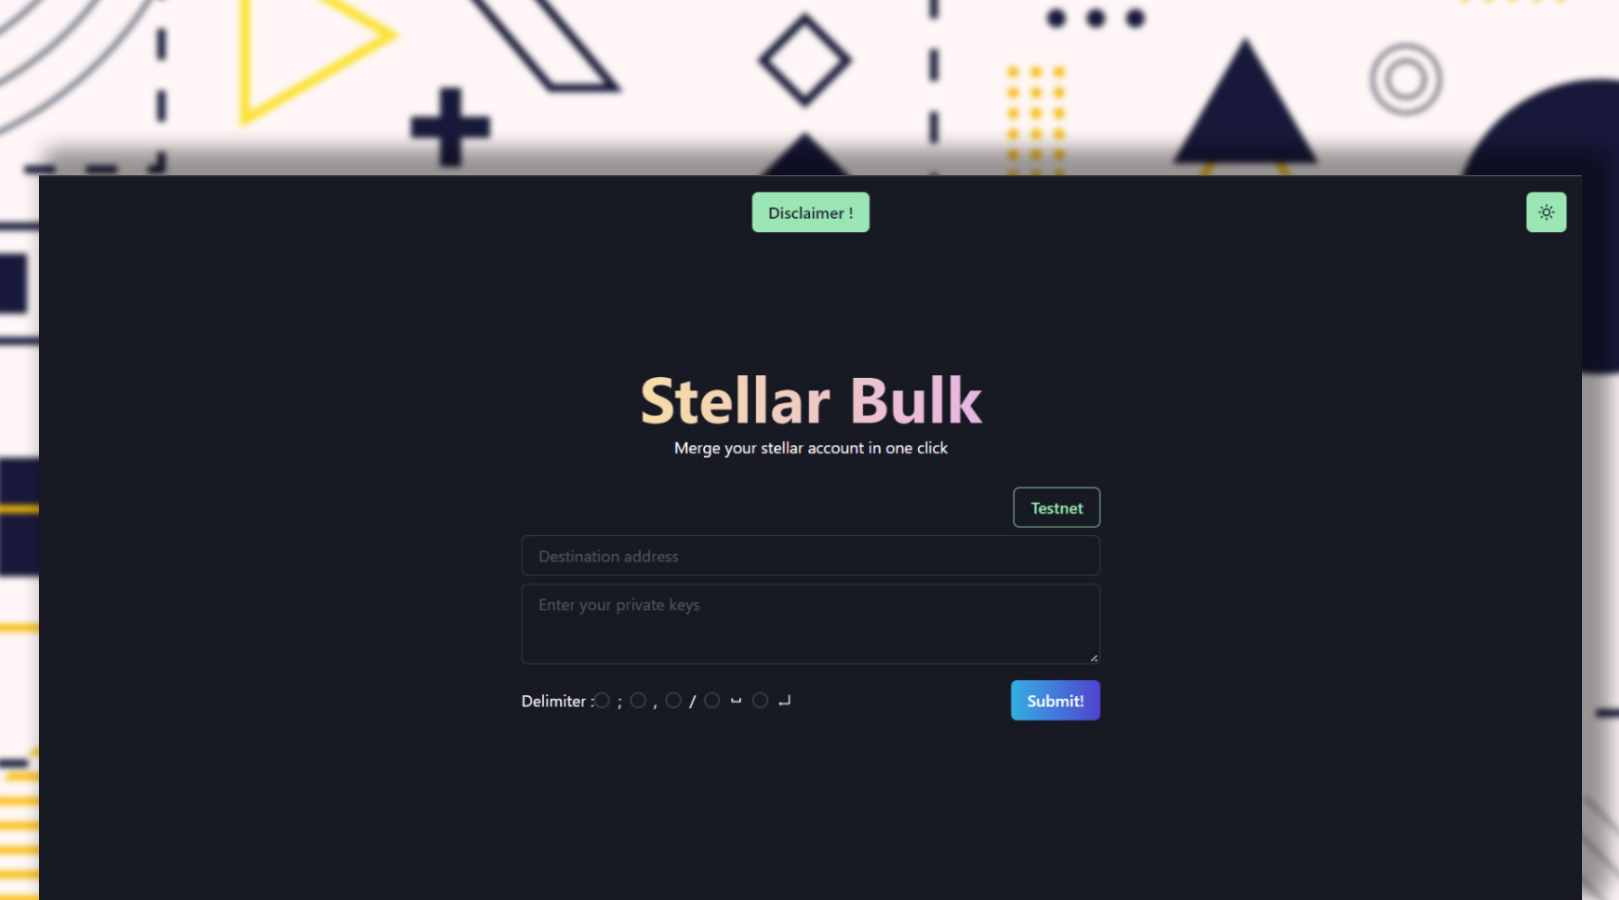 Disclaimer !
Stellar Bulk
Merge your stellar account in one click
Testnet
Destination address
Enter your private keys
Delimiter : ; , / ⎵ ↵
Submit!